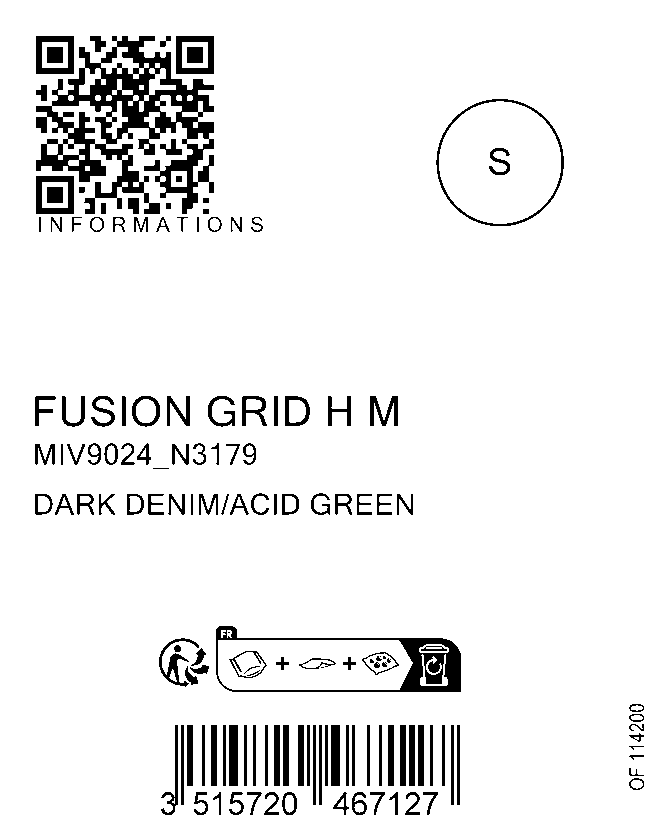 INFORMATIONS
S
FUSION GRID H M
MIV9024_N3179
DARK DENIM/ACID GREEN
FR
+ +
3 515720 467127
OF 114200